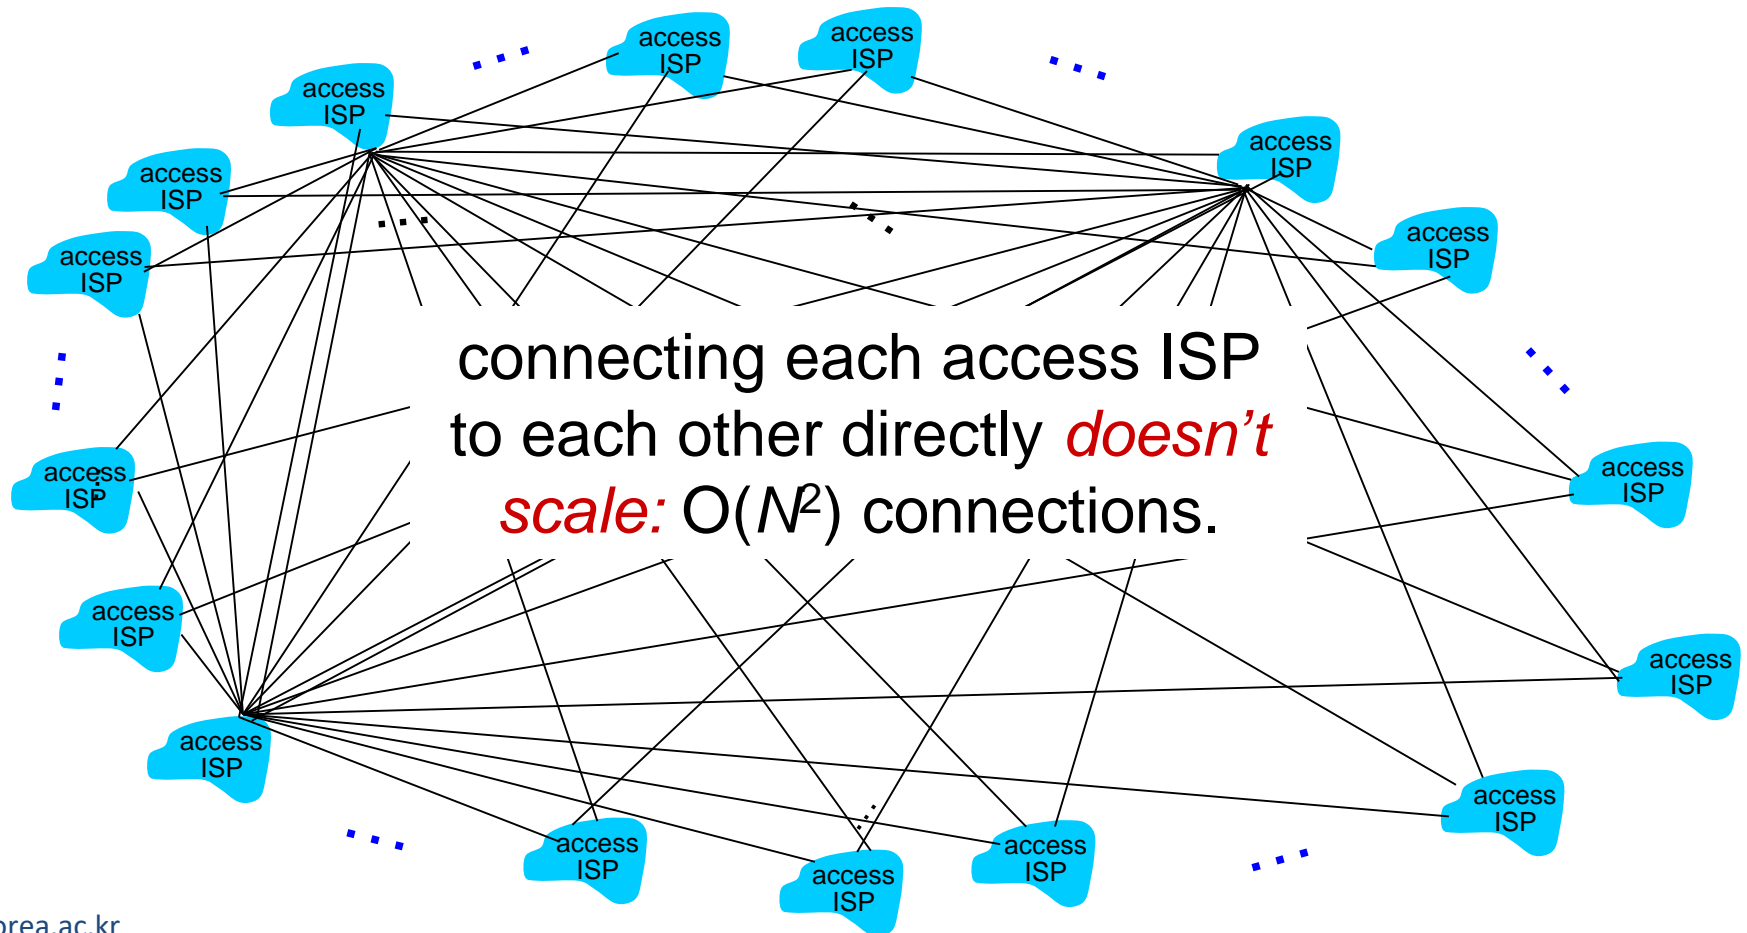 access
ISP
access
ISP
access
ISP
access
ISP
access
ISP
access
ISP
access
ISP
access
ISP
connecting each access ISP
to each other directly doesn’t
scale: O(N²) connections.
access
ISP
access
ISP
access
ISP
access
ISP
access
ISP
access
ISP
access
ISP
access
ISP
access
ISP
orea.ac.kr